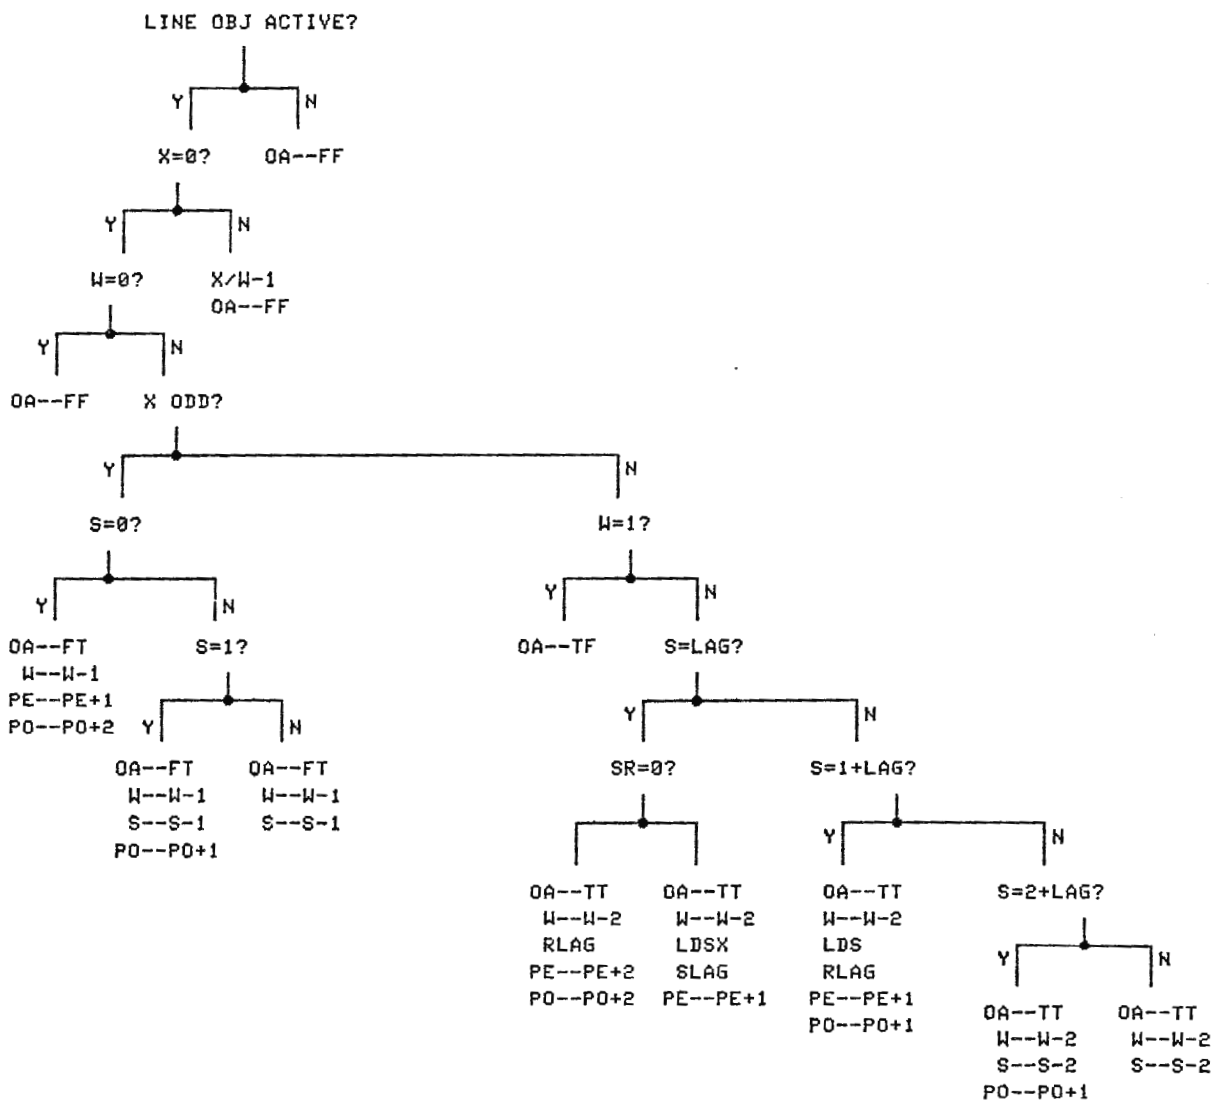 LINE OBJ ACTIVE?
Y N
X=0? OA--FF
Y N
W=0? X/W-1
OA--FF
Y N
OA--FF X ODD?
Y N
S=0? W=1?
Y N Y N
OA--FT S=1? OA--TF S=LAG?
W--W-1
PE--PE+1
PO--PO+2 Y N Y N
OA--FT OA--FT SR=0? S=1+LAG?
W--W-1 W--W-1
S--S-1 S--S-1
PO--PO+1 Y N
OA--TT OA--TT OA--TT S=2+LAG?
W--W-2 W--W-2 W--W-2
RLAG LDSX LDS
PE--PE+2 SLAG RLAG Y N
PO--PO+2 PE--PE+1 PE--PE+1
PO--PO+1
OA--TT OA--TT
W--W-2 W--W-2
S--S-2 S--S-2
PO--PO+1